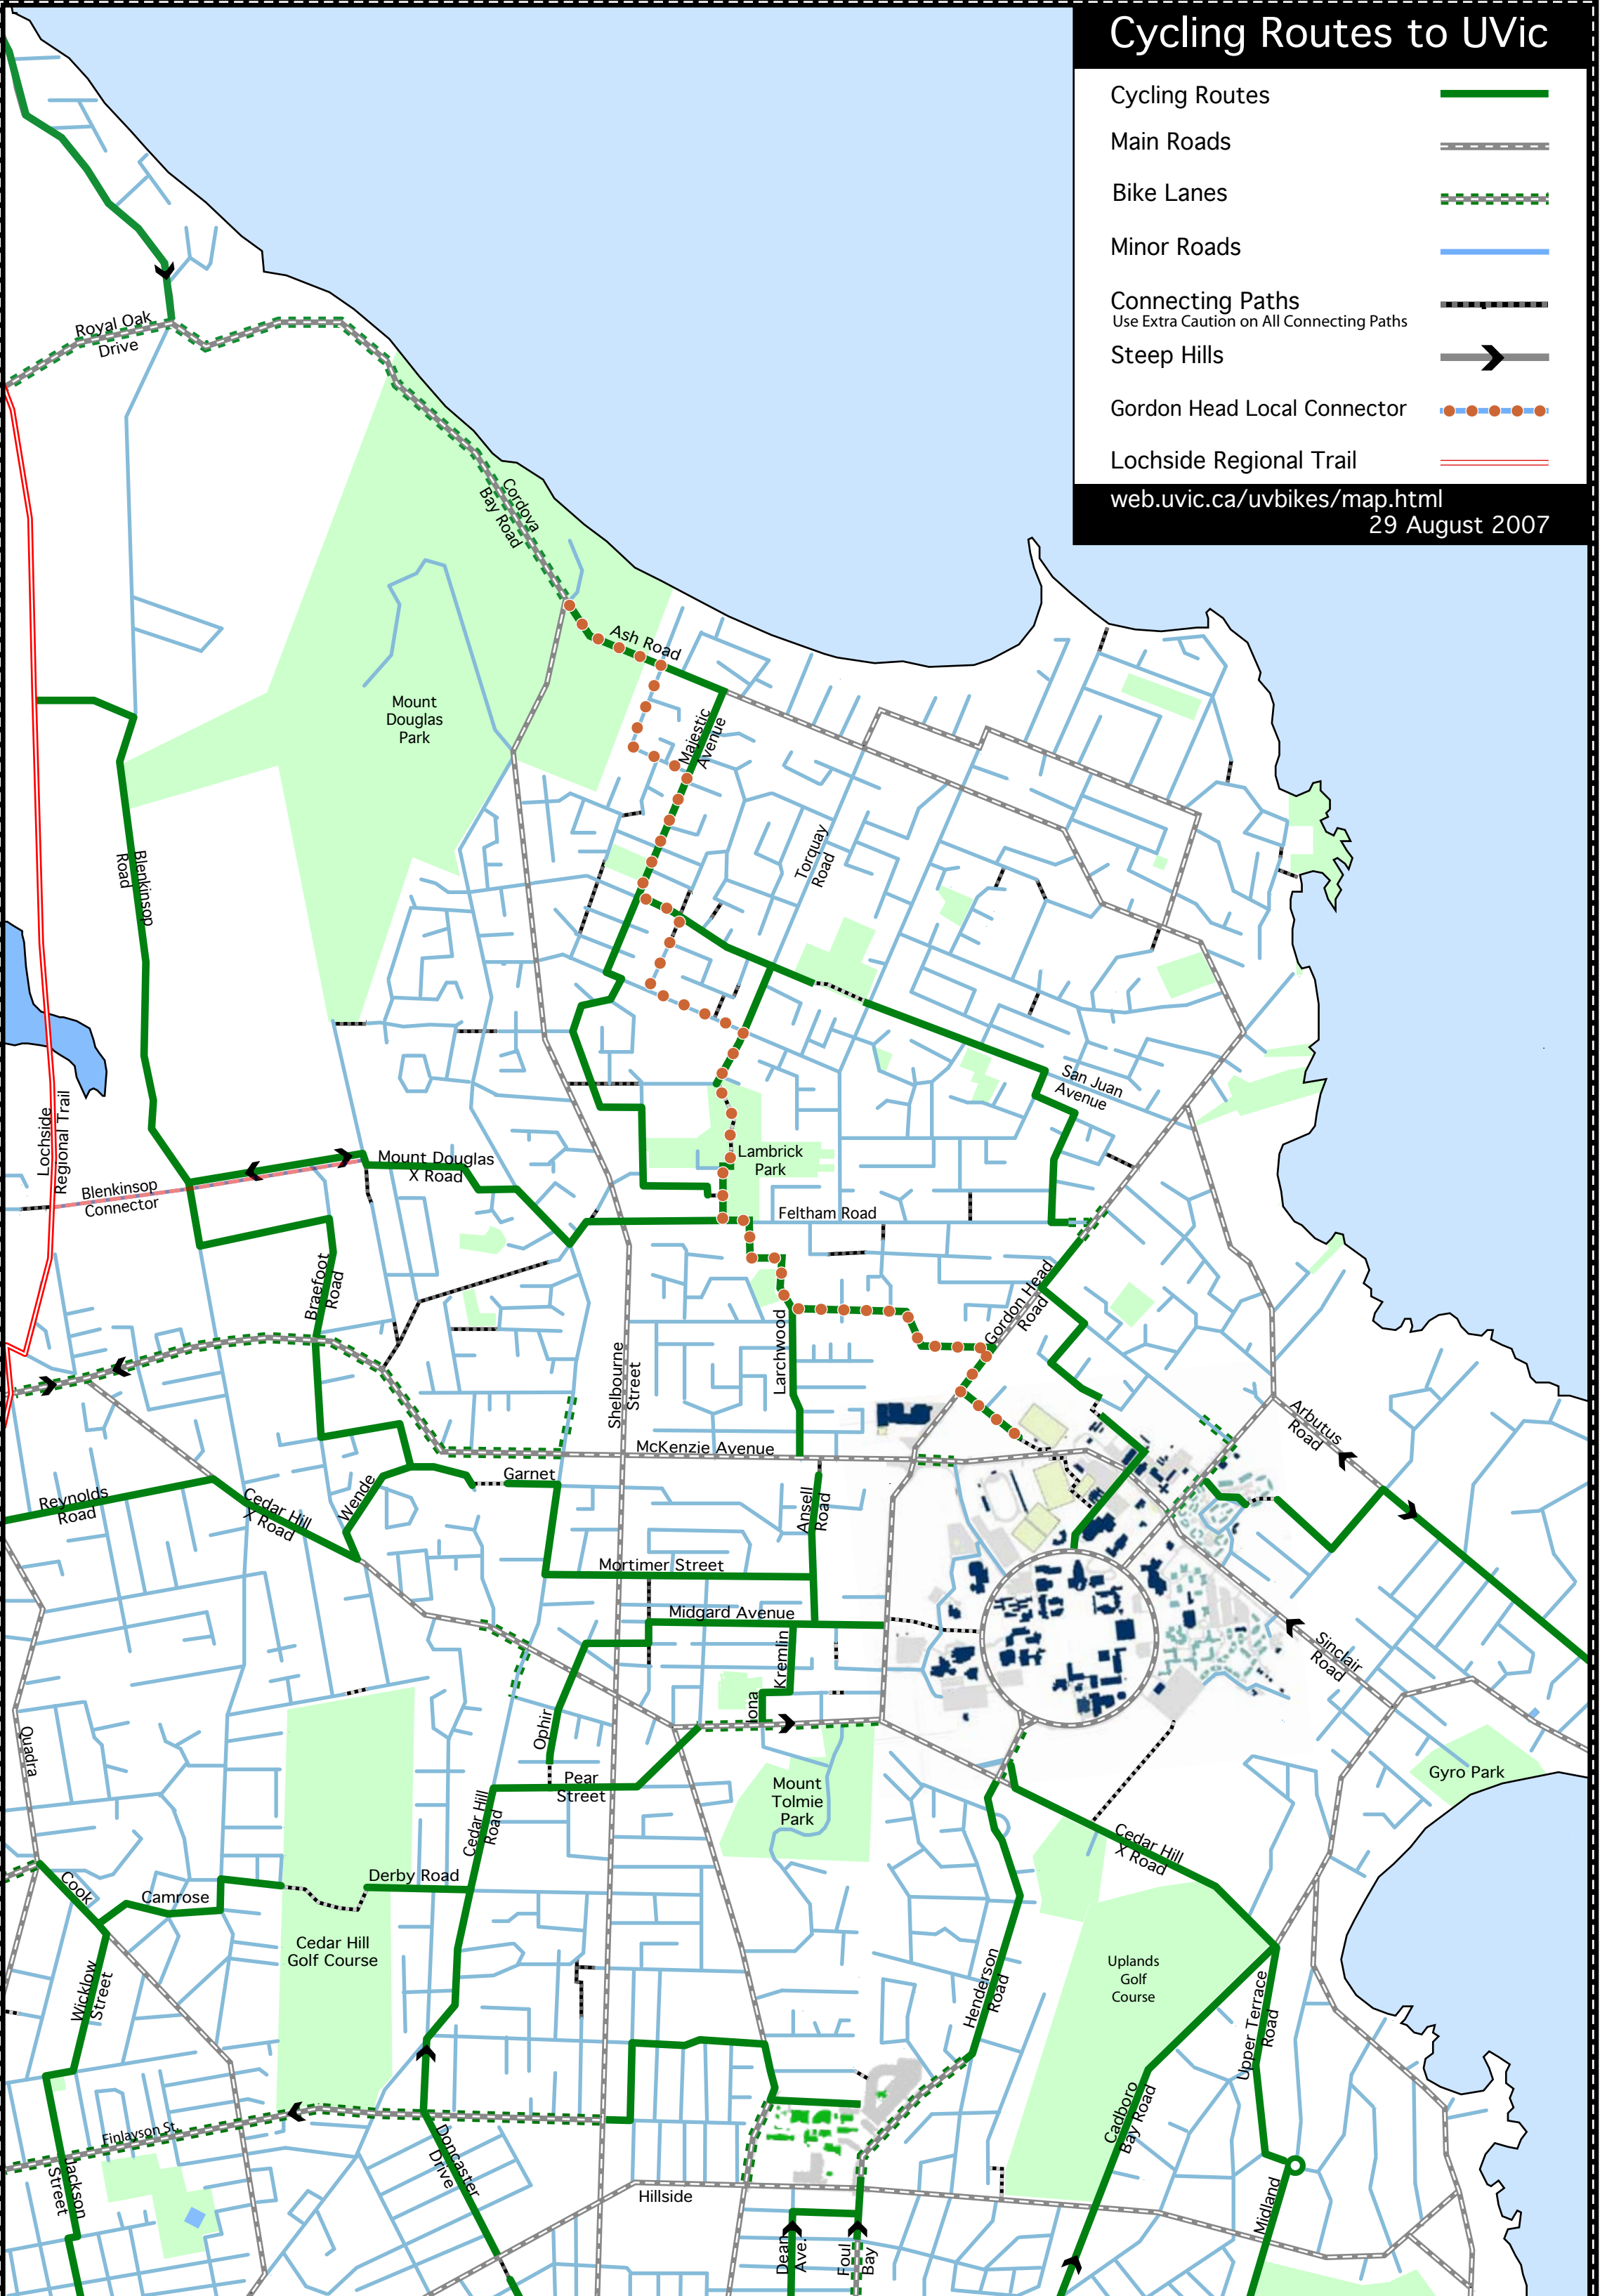 Cycling Routes to UVic
Cycling Routes
Main Roads
Bike Lanes
Minor Roads
Connecting Paths
Use Extra Caution on All Connecting Paths
Steep Hills
Gordon Head Local Connector
Lochside Regional Trail
web.uvic.ca/uvbikes/map.html
29 August 2007
Royal Oak
Drive
Cordova
Bay Road
Ash Road
Mount
Douglas
Park
Majestic
Avenue
Torquay
Road
Blenkinsop
Road
San Juan
Avenue
Lochside
Regional Trail
Mount Douglas
X Road
Lambrick
Park
Blenkinsop
Connector
Feltham Road
Braefoot
Road
Gordon Head
Road
Shelbourne
Street
Larchwood
Arbutus
Road
McKenzie Avenue
Garnet
Reynolds
Road
Cedar Hill
X Road
Wende
Ansell
Road
Mortimer Street
Midgard Avenue
Kremlin
Sinclair
Road
Iona
Ophir
Quadra
Pear
Street
Mount
Tolmie
Park
Gyro Park
Cedar Hill
Road
Cedar Hill
X Road
Derby Road
Cook
Camrose
Cedar Hill
Golf Course
Uplands
Golf
Course
Wicklow
Street
Henderson
Road
Upper Terrace
Road
Cadboro
Bay Road
Finlayson St.
Jackson
Street
Doncaster
Drive
Hillside
Midland
Dean
Ave.
Foul
Bay